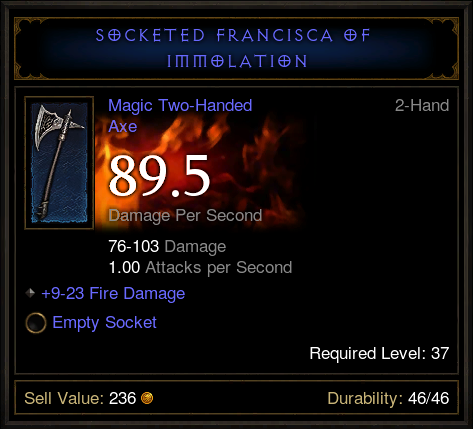 SOCKETED FRANCISCA OF
IMMOLATION
Magic Two-Handed 2-Hand
Axe
89.5
Damage Per Second
76-103 Damage
1.00 Attacks per Second
+9-23 Fire Damage
Empty Socket
Required Level: 37
Sell Value: 236 Durability: 46/46